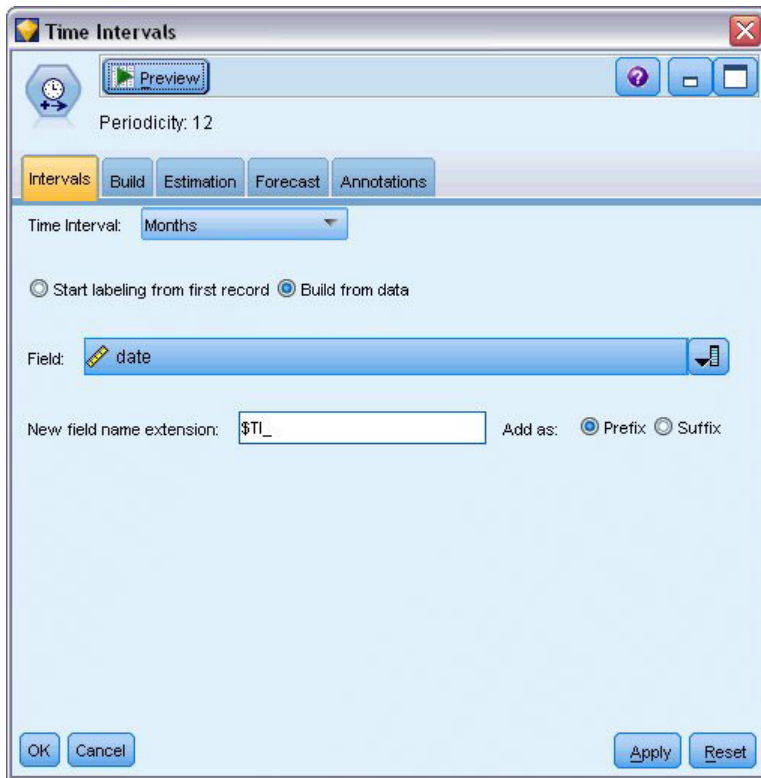 Time Intervals
Preview
Periodicity: 12
Intervals Build Estimation Forecast Annotations
Time Interval: Months
Start labeling from first record Build from data
Field: date
New field name extension: $TI_ Add as: Prefix Suffix
OK Cancel Apply Reset